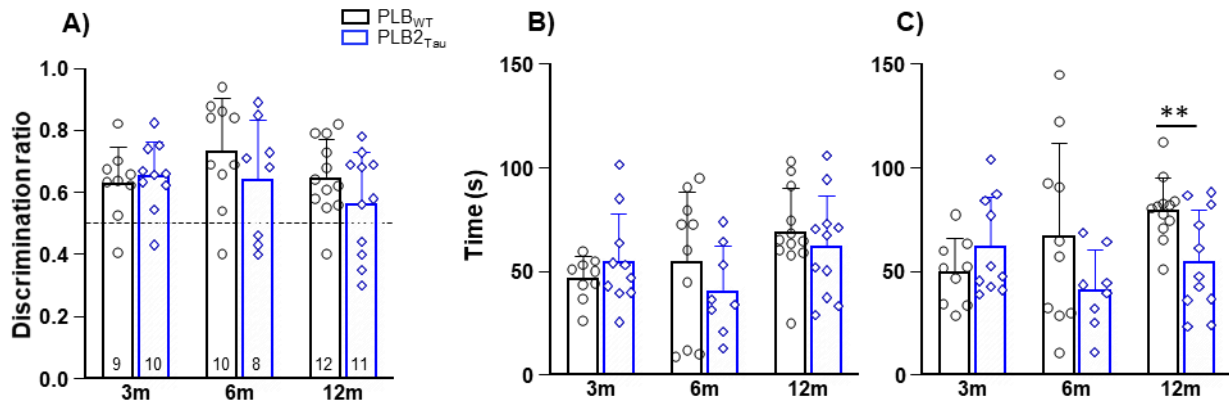 A)
PLBWT
PLB2Tau
Discrimination ratio
1.0
0.8
0.6
0.4
0.2
0.0
9 10 10 8 12 11
3m 6m 12m
B)
Time (s)
150
100
50
0
3m 6m 12m
C)
150
100
50
0
**
3m 6m 12m